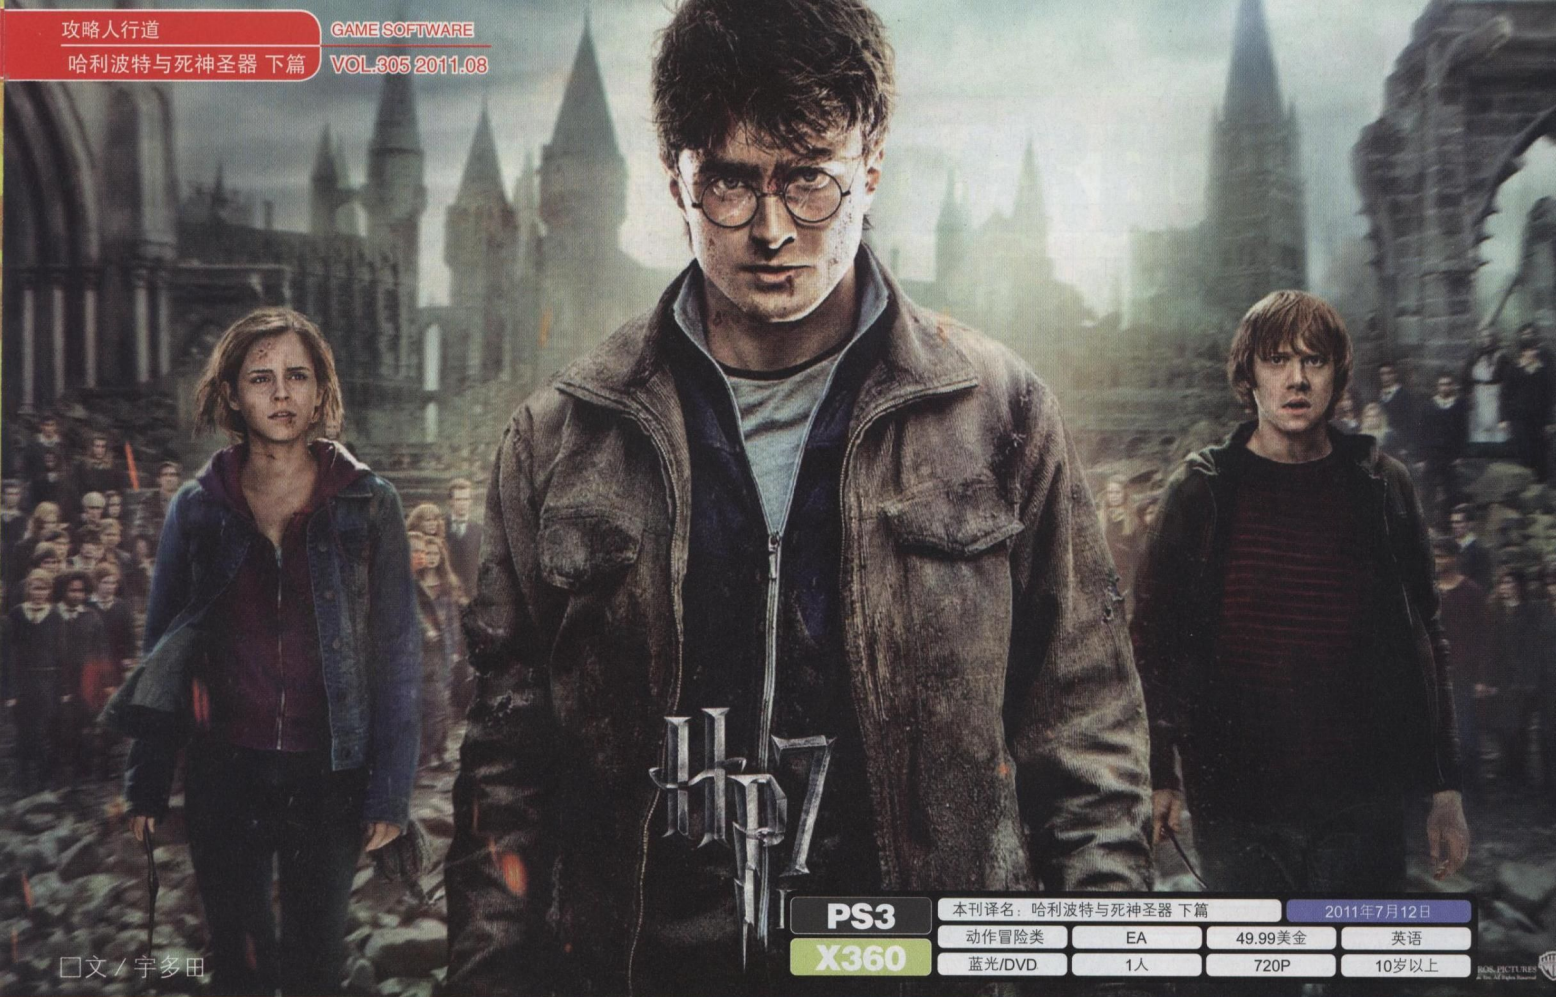 攻略人行道
GAME SOFTWARE
哈利波特与死神圣器 下篇
VOL.305 2011.08
HP7
PS3
本刊译名：哈利波特与死神圣器 下篇
2011年7月12日
动作冒险类
EA
49.99美金
英语
X360
蓝光/DVD
1人
720P
10岁以上
□文 / 宇多田